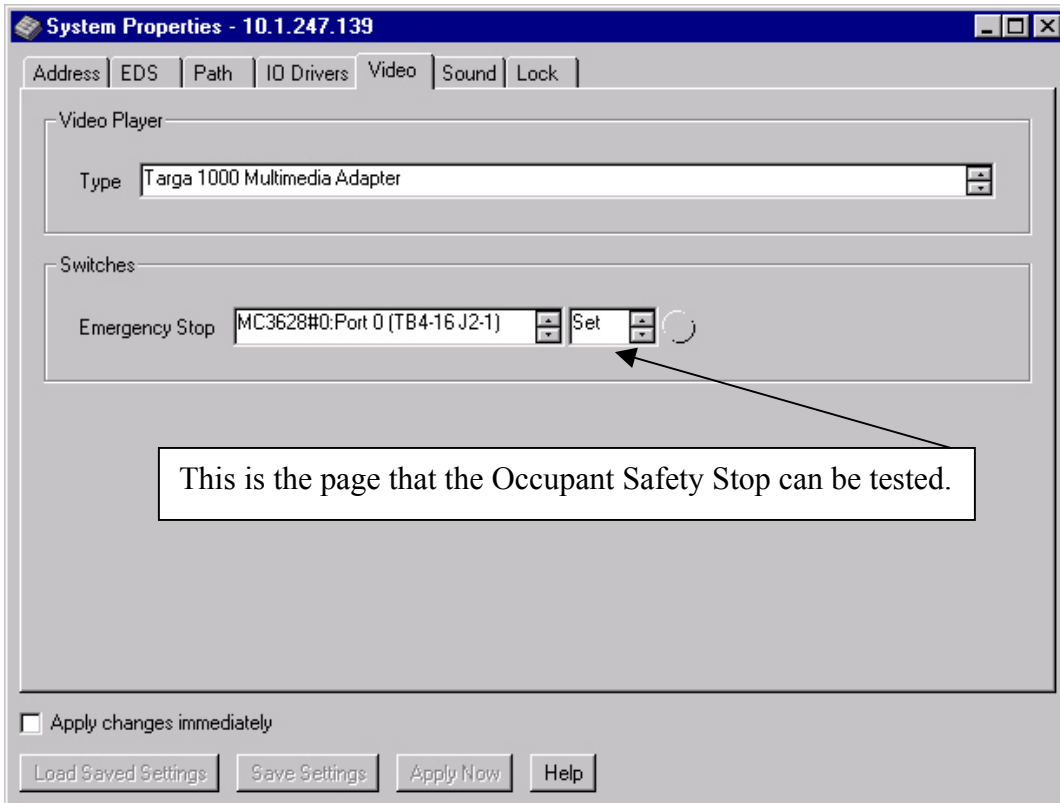 System Properties - 10.1.247.139
Address EDS Path IO Drivers Video Sound Lock
Video Player
Type Targa 1000 Multimedia Adapter
Switches
Emergency Stop MC3628#0:Port 0 (TB4-16 J2-1) Set
This is the page that the Occupant Safety Stop can be tested.
Apply changes immediately
Load Saved Settings Save Settings Apply Now Help